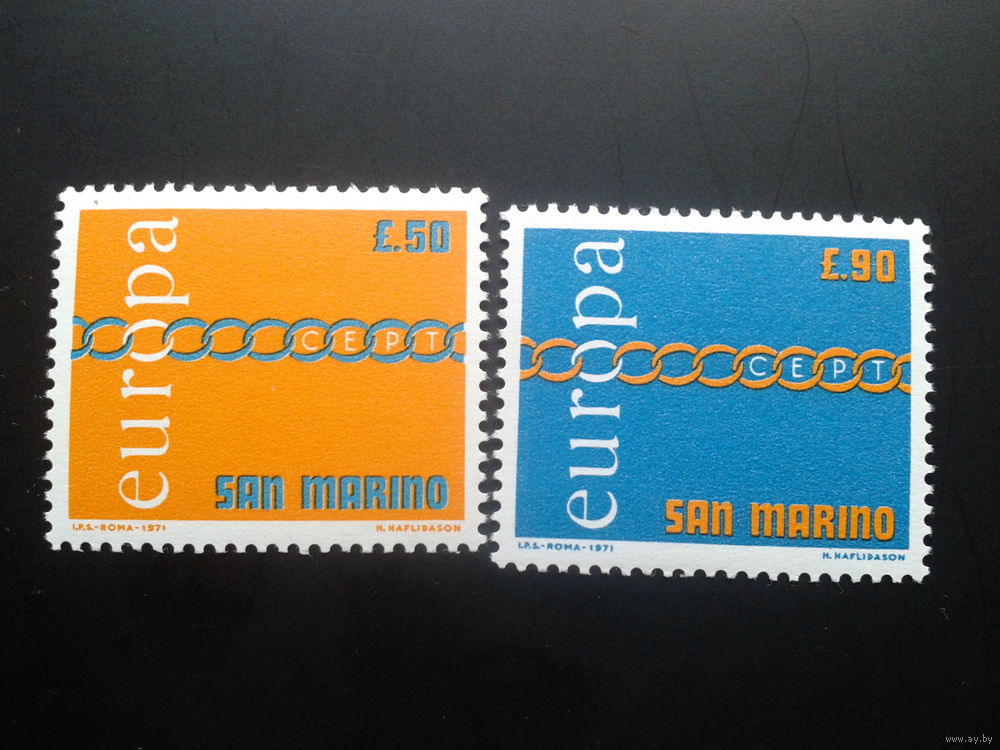 £.50
europa
CEPT
SAN MARINO
I.P.S.-ROMA-1971
H. HAFLIDASON
£.90
europa
CEPT
SAN MARINO
I.P.S.-ROMA-1971
H. HAFLIDASON
www.ay.by